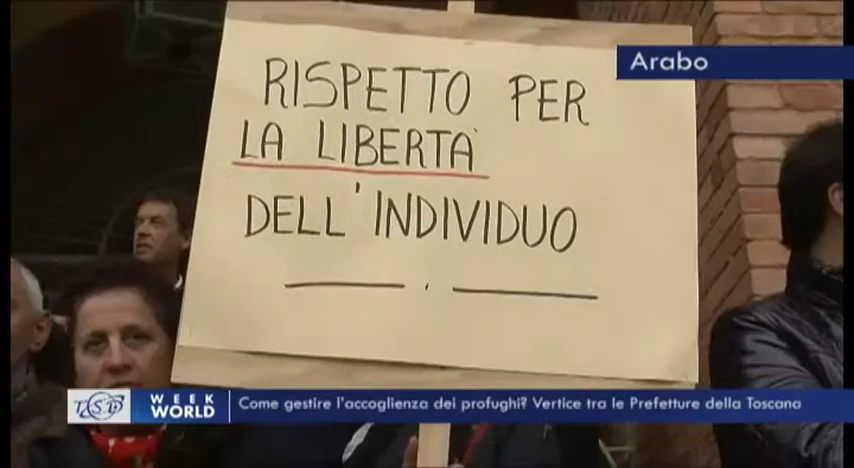 RISPETTO PER
LA LIBERTÀ
DELL'INDIVIDUO
Arabo
TSD
WEEK
WORLD
Come gestire l'accoglienza dei profughi? Vertice tra le Prefetture della Toscana